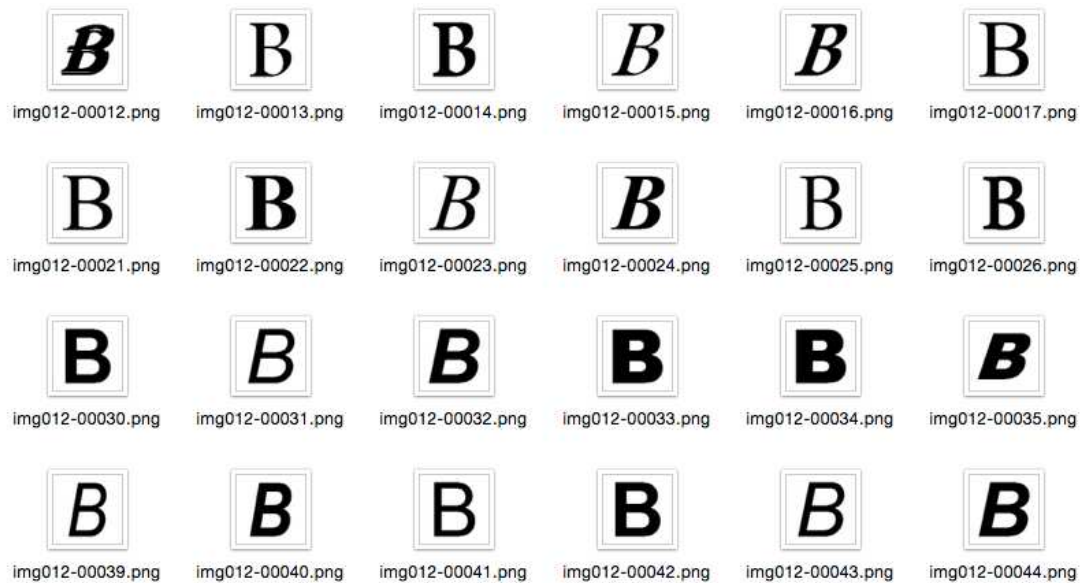 B B B B B B
img012-00012.png img012-00013.png img012-00014.png img012-00015.png img012-00016.png img012-00017.png
B B B B B B
img012-00021.png img012-00022.png img012-00023.png img012-00024.png img012-00025.png img012-00026.png
B B B B B B
img012-00030.png img012-00031.png img012-00032.png img012-00033.png img012-00034.png img012-00035.png
B B B B B B
img012-00039.png img012-00040.png img012-00041.png img012-00042.png img012-00043.png img012-00044.png